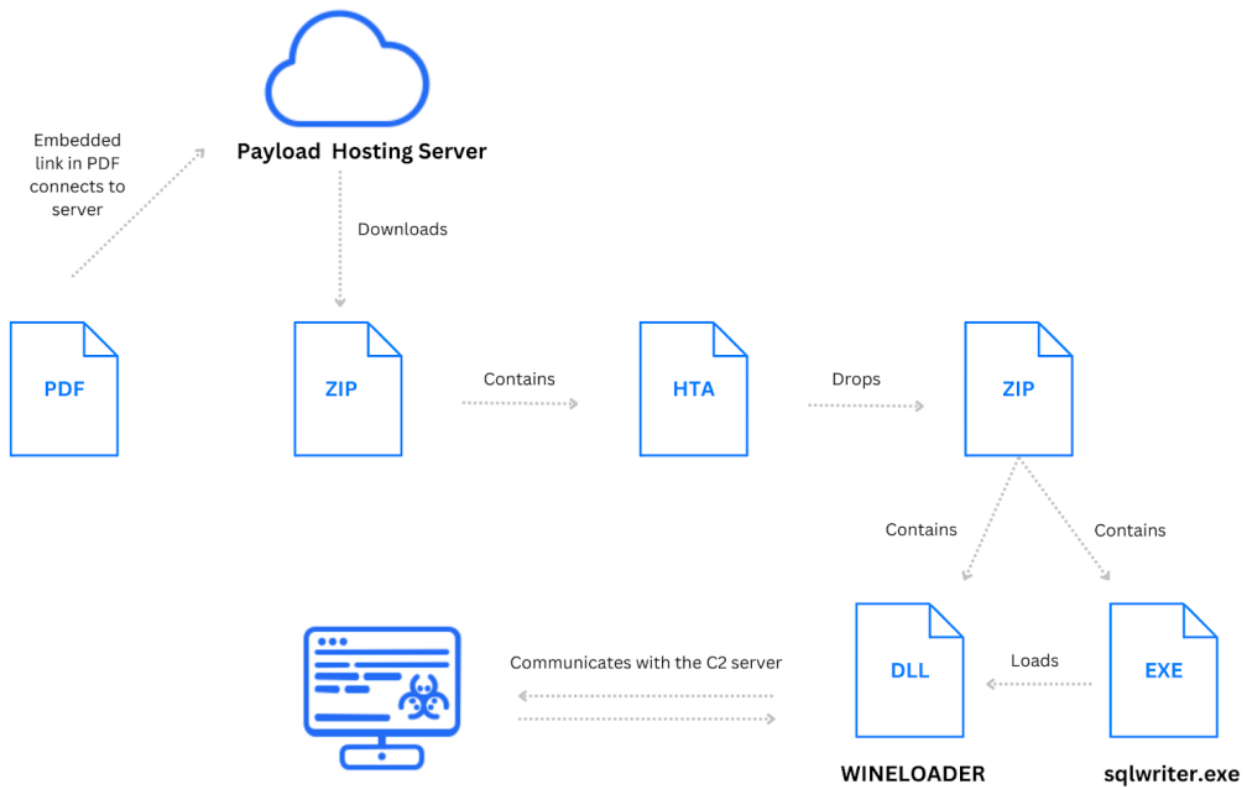 Embedded
link in PDF
connects to
server
Payload Hosting Server
Downloads
PDF
ZIP
Contains
HTA
Drops
ZIP
Contains
Contains
Communicates with the C2 server
DLL
Loads
EXE
WINELOADER
sqlwriter.exe